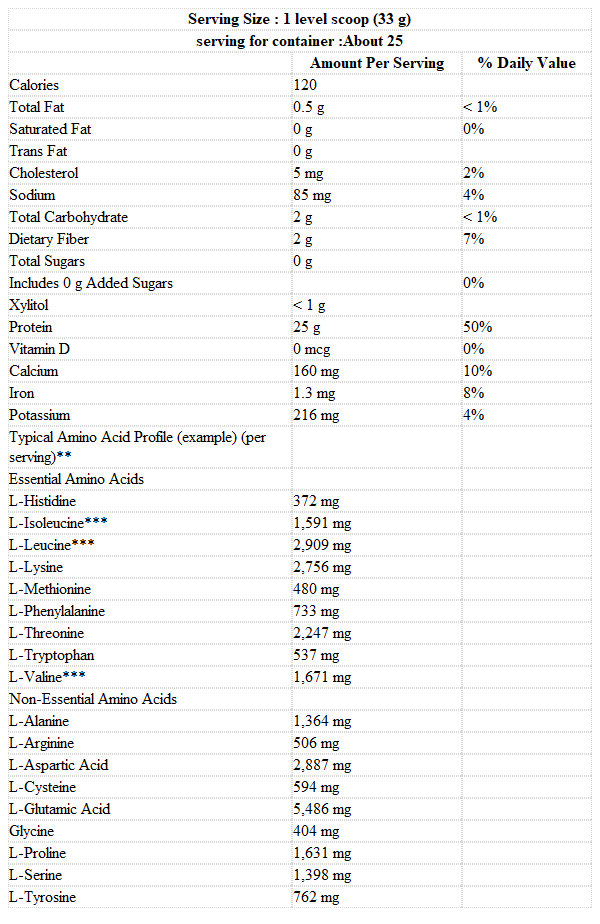 Serving Size : 1 level scoop (33 g)
serving for container :About 25
Amount Per Serving % Daily Value
Calories 120
Total Fat 0.5 g < 1%
Saturated Fat 0 g 0%
Trans Fat 0 g
Cholesterol 5 mg 2%
Sodium 85 mg 4%
Total Carbohydrate 2 g < 1%
Dietary Fiber 2 g 7%
Total Sugars 0 g
Includes 0 g Added Sugars 0%
Xylitol < 1 g
Protein 25 g 50%
Vitamin D 0 mcg 0%
Calcium 160 mg 10%
Iron 1.3 mg 8%
Potassium 216 mg 4%
Typical Amino Acid Profile (example) (per
serving)**
Essential Amino Acids
L-Histidine 372 mg
L-Isoleucine*** 1,591 mg
L-Leucine*** 2,909 mg
L-Lysine 2,756 mg
L-Methionine 480 mg
L-Phenylalanine 733 mg
L-Threonine 2,247 mg
L-Tryptophan 537 mg
L-Valine*** 1,671 mg
Non-Essential Amino Acids
L-Alanine 1,364 mg
L-Arginine 506 mg
L-Aspartic Acid 2,887 mg
L-Cysteine 594 mg
L-Glutamic Acid 5,486 mg
Glycine 404 mg
L-Proline 1,631 mg
L-Serine 1,398 mg
L-Tyrosine 762 mg